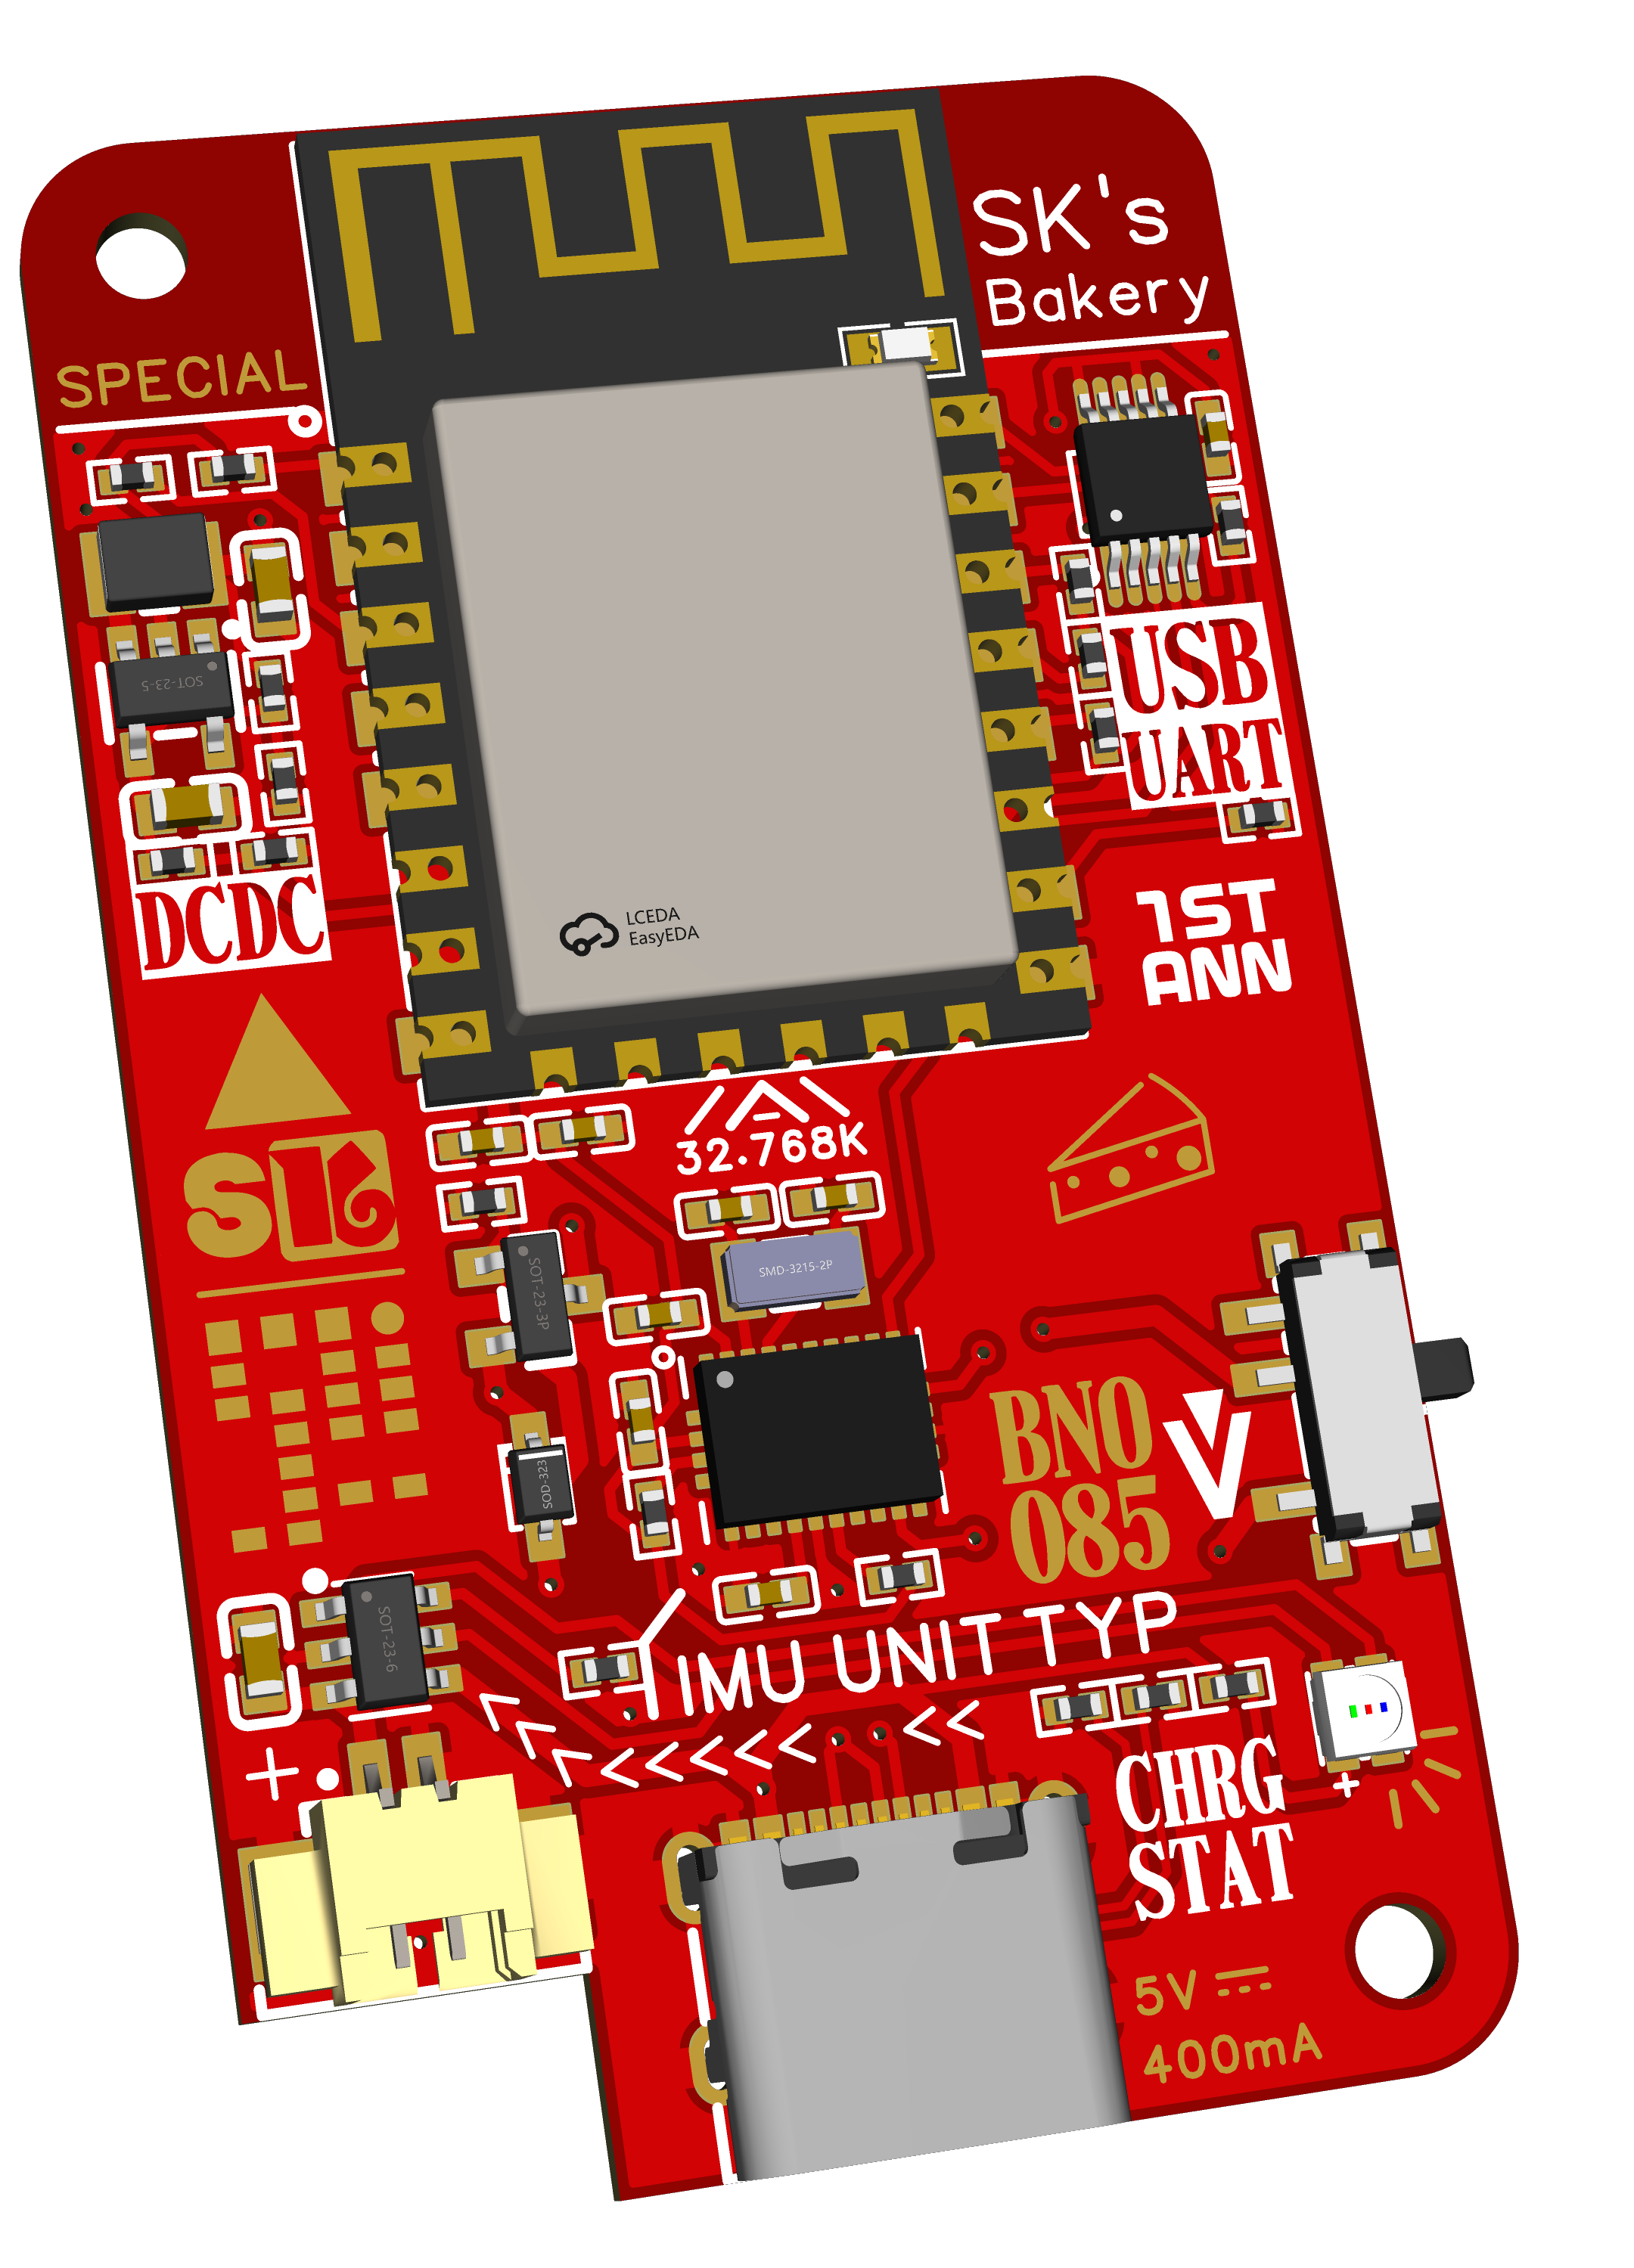 SK's
Bakery
SPECIAL
SOT-23-5
USB
UART
DCDC
LCEDA
EasyEDA
1ST
ANN
32.768K
SK
SMD-3215-2P
SOT-23-3P
BNO
085
V
SOD-323
SOT-23-6
IMU UNIT TYP
+
CHRG
STAT
+
5V
400mA